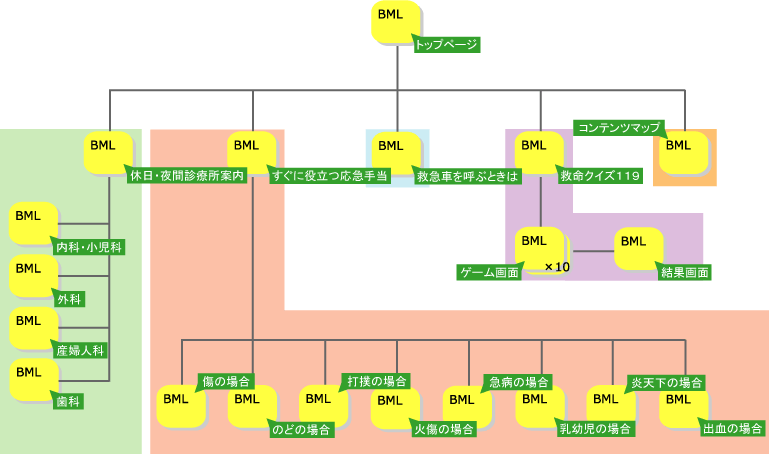 BML
トップページ
BML
休日・夜間診療所案内
BML
すぐに役立つ応急手当
BML
救急車を呼ぶときは
BML
救命クイズ119
コンテンツマップ
BML
BML
内科・小児科
BML
外科
BML
産婦人科
BML
歯科
BML
×10
ゲーム画面
BML
結果画面
傷の場合
BML
BML
のどの場合
打撲の場合
BML
BML
火傷の場合
急病の場合
BML
BML
乳幼児の場合
炎天下の場合
BML
BML
出血の場合